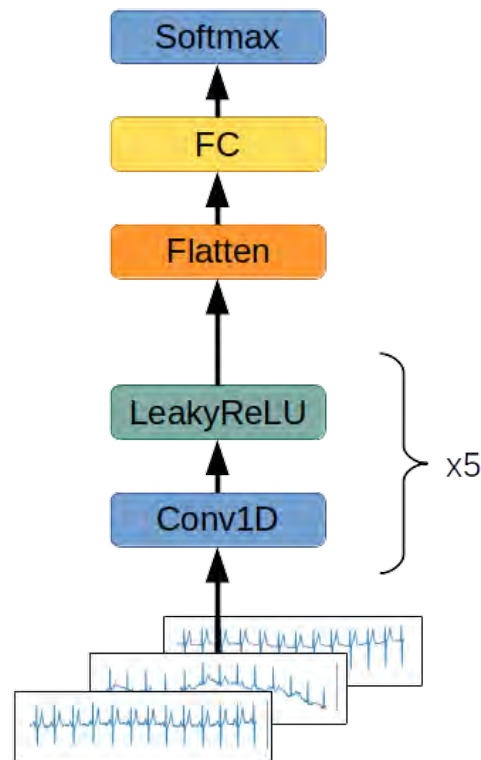 Softmax
FC
Flatten
LeakyReLU
x5
Conv1D